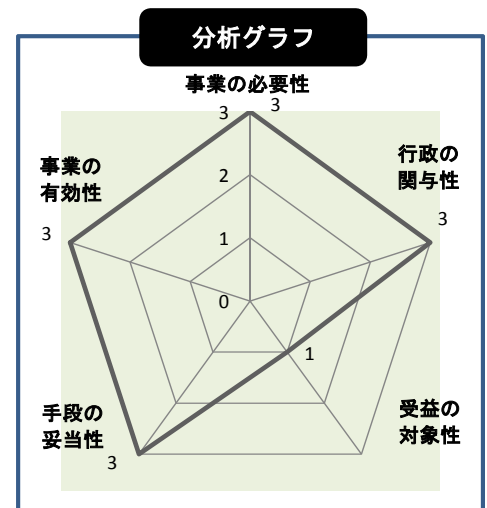 分析グラフ
事業の必要性
3
3
行政の
関与性
3
事業の
有効性
3
2
1
0
1
受益の
対象性
手段の
妥当性
3